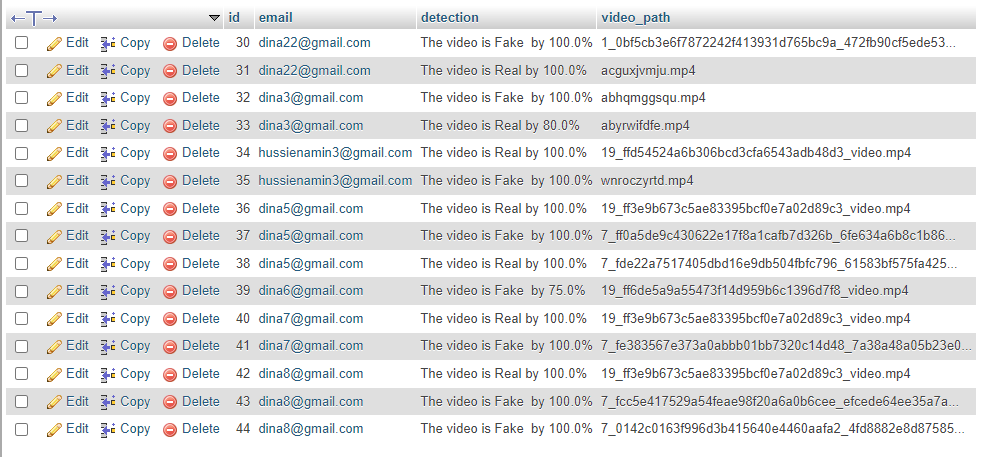 id email detection video_path
Edit Copy Delete 30 dina22@gmail.com The video is Fake by 100.0% 1_0bf5cb3e6f7872242f413931d765bc9a_472fb90cf5ede53...
Edit Copy Delete 31 dina22@gmail.com The video is Real by 100.0% acguxjvmju.mp4
Edit Copy Delete 32 dina3@gmail.com The video is Fake by 100.0% abhqmggsqu.mp4
Edit Copy Delete 33 dina3@gmail.com The video is Real by 80.0% abyrwifdfe.mp4
Edit Copy Delete 34 hussienamin3@gmail.com The video is Real by 100.0% 19_ffd54524a6b306bcd3cfa6543adb48d3_video.mp4
Edit Copy Delete 35 hussienamin3@gmail.com The video is Fake by 100.0% wnroczyrtd.mp4
Edit Copy Delete 36 dina5@gmail.com The video is Real by 100.0% 19_ff3e9b673c5ae83395bcf0e7a02d89c3_video.mp4
Edit Copy Delete 37 dina5@gmail.com The video is Fake by 100.0% 7_ff0a5de9c430622e17f8a1cafb7d326b_6fe634a6b8c1b86...
Edit Copy Delete 38 dina5@gmail.com The video is Fake by 100.0% 7_fde22a7517405dbd16e9db504fbfc796_61583bf575fa425...
Edit Copy Delete 39 dina6@gmail.com The video is Fake by 75.0% 19_ff6de5a9a55473f14d959b6c1396d7f8_video.mp4
Edit Copy Delete 40 dina7@gmail.com The video is Real by 100.0% 19_ff3e9b673c5ae83395bcf0e7a02d89c3_video.mp4
Edit Copy Delete 41 dina7@gmail.com The video is Fake by 100.0% 7_fe383567e373a0abbb01bb7320c14d48_7a38a48a05b23e0...
Edit Copy Delete 42 dina8@gmail.com The video is Real by 100.0% 19_ff3e9b673c5ae83395bcf0e7a02d89c3_video.mp4
Edit Copy Delete 43 dina8@gmail.com The video is Fake by 100.0% 7_fcc5e417529a54feae98f20a6a0b6cee_efcede64ee35a7a...
Edit Copy Delete 44 dina8@gmail.com The video is Fake by 100.0% 7_0142c0163f996d3b415640e4460aafa2_4fd8882e8d87585...